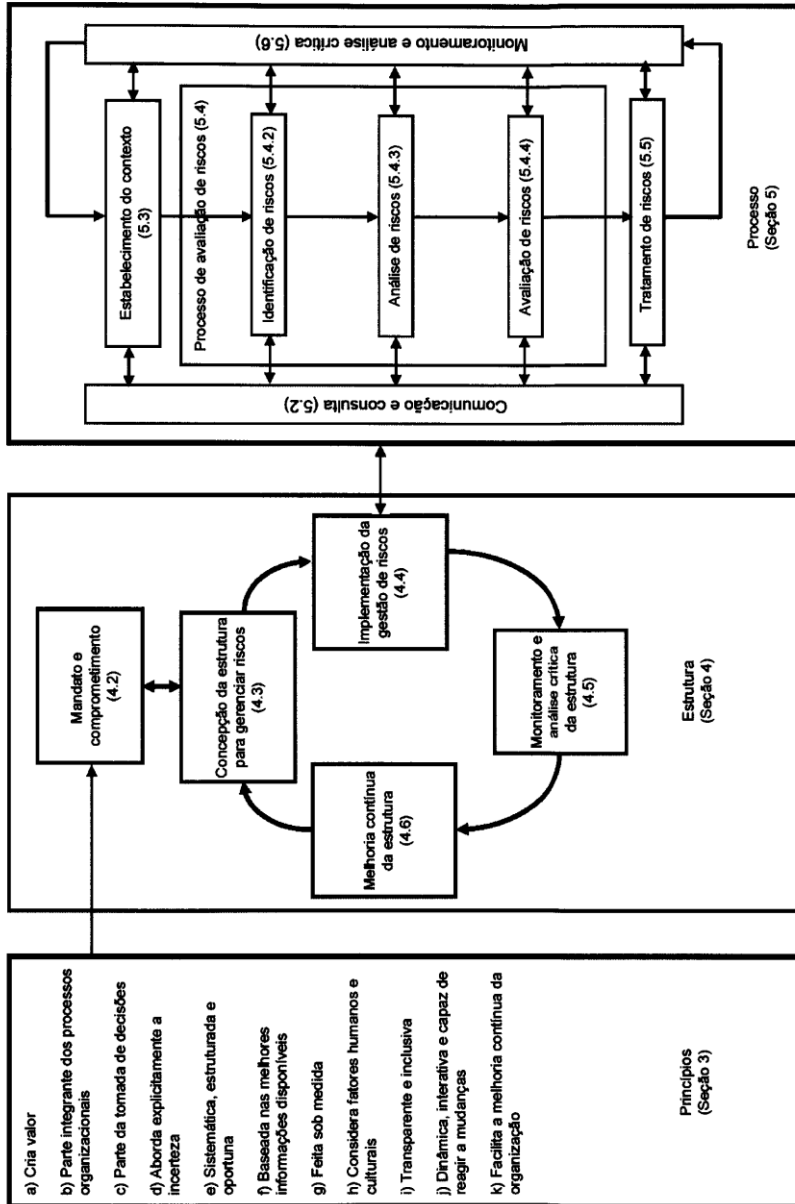 a) Cria valor
b) Parte integrante dos processos
organizacionais
c) Parte da tomada de decisões
d) Aborda explicitamente a
incerteza
e) Sistemática, estruturada e
oportuna
f) Baseada nas melhores
informações disponíveis
g) Feita sob medida
h) Considera fatores humanos e
culturais
i) Transparente e inclusiva
j) Dinâmica, interativa e capaz de
reagir a mudanças
k) Facilita a melhoria contínua da
organização
Princípios
(Seção 3)
Mandato e
comprometimento
(4.2)
Concepção da estrutura
para gerenciar riscos
(4.3)
Implementação da
gestão de riscos
(4.4)
Melhoria contínua
da estrutura
(4.6)
Monitoramento e
análise crítica
da estrutura
(4.5)
Estrutura
(Seção 4)
Comunicação e consulta (5.2)
Estabelecimento do contexto
(5.3)
Processo de avaliação de riscos (5.4)
Identificação de riscos (5.4.2)
Análise de riscos (5.4.3)
Avaliação de riscos (5.4.4)
Tratamento de riscos (5.5)
Monitoramento e análise crítica (5.6)
Processo
(Seção 5)